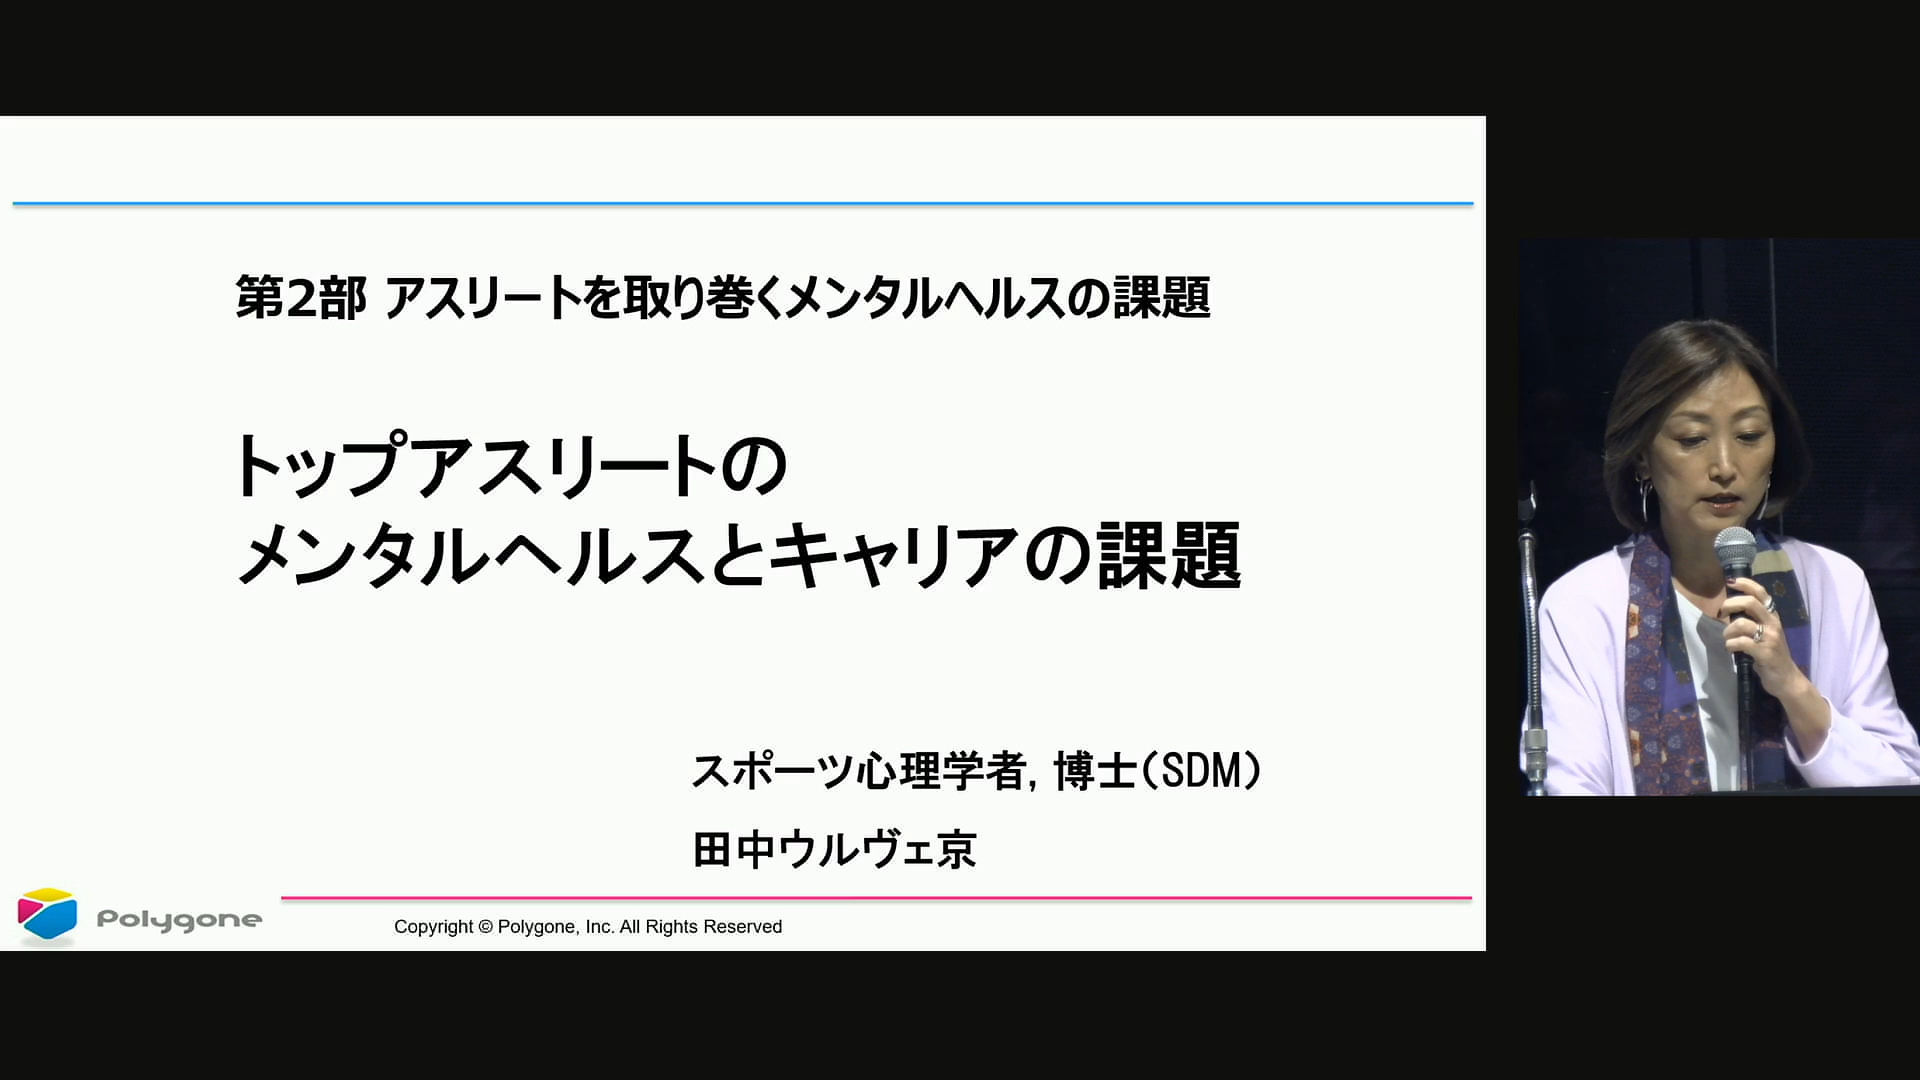 第2部 アスリートを取り巻くメンタルヘルスの課題
トップアスリートの
メンタルヘルスとキャリアの課題
スポーツ心理学者, 博士(SDM)
田中ウルヴェ京
Polygone
Copyright © Polygone, Inc. All Rights Reserved